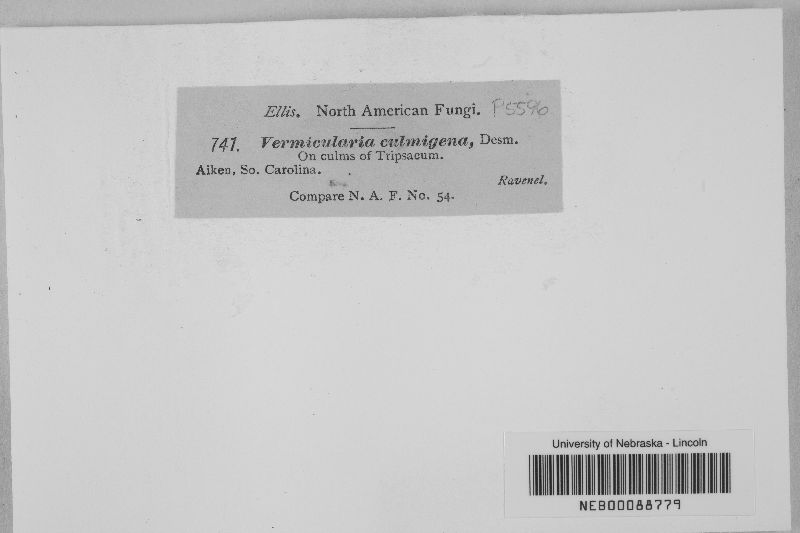 Ellis. North American Fungi. P5596
741. Vermicularia culmigena, Desm.
On culms of Tripsacum.
Aiken, So. Carolina.
Ravenel.
Compare N. A. F. No. 54.
University of Nebraska - Lincoln
NEB00088779